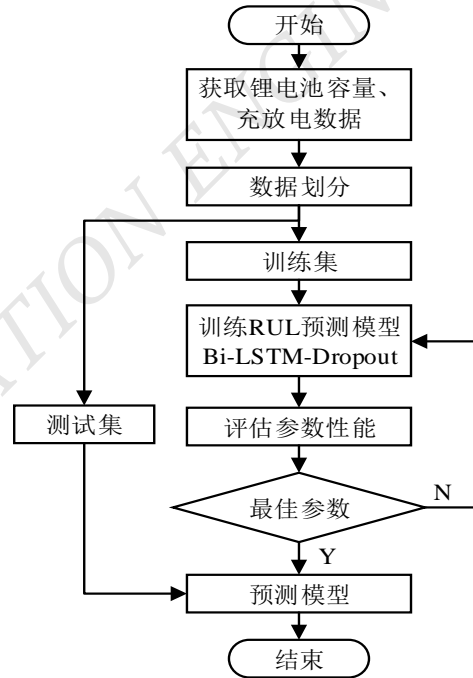 开始
获取锂电池容量、
充放电数据
数据划分
训练集
训练RUL预测模型
Bi-LSTM-Dropout
测试集
评估参数性能
最佳参数
N
Y
预测模型
结束
ATION ENGINE